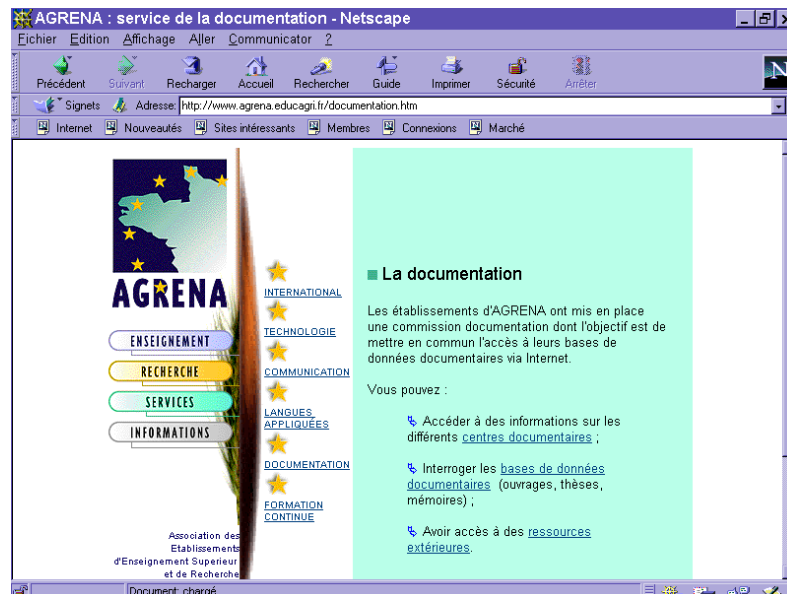 AGRENA : service de la documentation - Netscape
Fichier Edition Affichage Aller Communicator ?
Précédent Suivant Recharger Accueil Rechercher Guide Imprimer Sécurité Arrêter
N
Signets Adresse: http://www.agrena.educagri.fr/documentation.htm
Internet Nouveautés Sites intéressants Membres Connexions Marché
AGRENA
ENSEIGNEMENT
RECHERCHE
SERVICES
INFORMATIONS
Association des
Etablissements
d'Enseignement Superieur
et de Recherche
INTERNATIONAL
TECHNOLOGIE
COMMUNICATION
LANGUES
APPLIQUÉES
DOCUMENTATION
FORMATION
CONTINUE
La documentation
Les établissements d'AGRENA ont mis en place
une commission documentation dont l'objectif est de
mettre en commun l'accès à leurs bases de
données documentaires via Internet.
Vous pouvez :
Accéder à des informations sur les
différents centres documentaires ;
Interroger les bases de données
documentaires (ouvrages, thèses,
mémoires) ;
Avoir accès à des ressources
extérieures.
Document: chargé